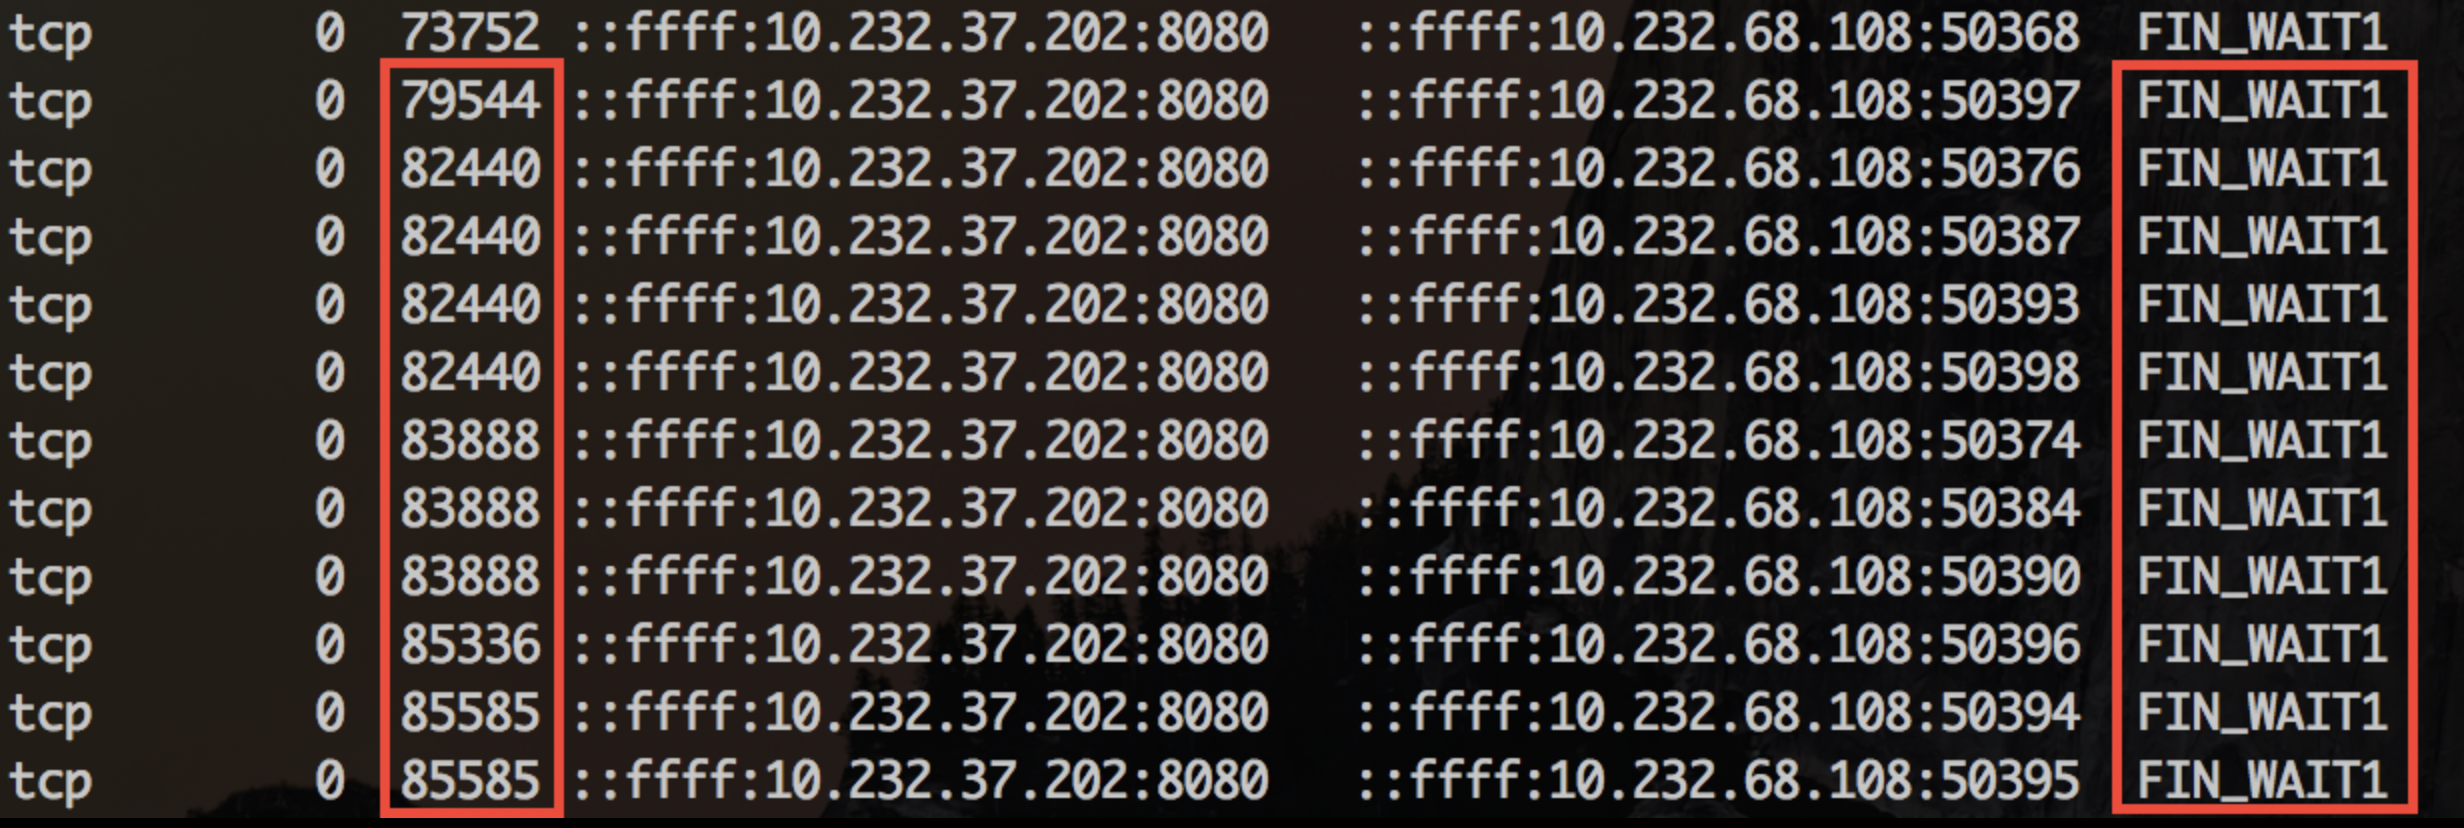 tcp 0 73752 ::ffff:10.232.37.202:8080 ::ffff:10.232.68.108:50368 FIN_WAIT1
tcp 0 79544 ::ffff:10.232.37.202:8080 ::ffff:10.232.68.108:50397 FIN_WAIT1
tcp 0 82440 ::ffff:10.232.37.202:8080 ::ffff:10.232.68.108:50376 FIN_WAIT1
tcp 0 82440 ::ffff:10.232.37.202:8080 ::ffff:10.232.68.108:50387 FIN_WAIT1
tcp 0 82440 ::ffff:10.232.37.202:8080 ::ffff:10.232.68.108:50393 FIN_WAIT1
tcp 0 82440 ::ffff:10.232.37.202:8080 ::ffff:10.232.68.108:50398 FIN_WAIT1
tcp 0 83888 ::ffff:10.232.37.202:8080 ::ffff:10.232.68.108:50374 FIN_WAIT1
tcp 0 83888 ::ffff:10.232.37.202:8080 ::ffff:10.232.68.108:50384 FIN_WAIT1
tcp 0 83888 ::ffff:10.232.37.202:8080 ::ffff:10.232.68.108:50390 FIN_WAIT1
tcp 0 85336 ::ffff:10.232.37.202:8080 ::ffff:10.232.68.108:50396 FIN_WAIT1
tcp 0 85585 ::ffff:10.232.37.202:8080 ::ffff:10.232.68.108:50394 FIN_WAIT1
tcp 0 85585 ::ffff:10.232.37.202:8080 ::ffff:10.232.68.108:50395 FIN_WAIT1